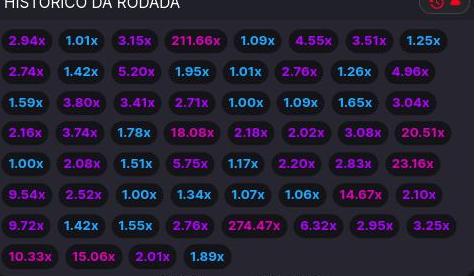 HISTÓRICO DA RODADA
2.94x 1.01x 3.15x 211.66x 1.09x 4.55x 3.51x 1.25x
2.74x 1.42x 5.20x 1.95x 1.01x 2.76x 1.26x 4.96x
1.59x 3.80x 3.41x 2.71x 1.00x 1.09x 1.65x 3.04x
2.16x 3.74x 1.78x 18.08x 2.18x 2.02x 3.08x 20.51x
1.00x 2.08x 1.51x 5.75x 1.17x 2.20x 2.83x 23.16x
9.54x 2.52x 1.00x 1.34x 1.07x 1.06x 14.67x 2.10x
9.72x 1.42x 1.55x 2.76x 274.47x 6.32x 2.95x 3.25x
10.33x 15.06x 2.01x 1.89x